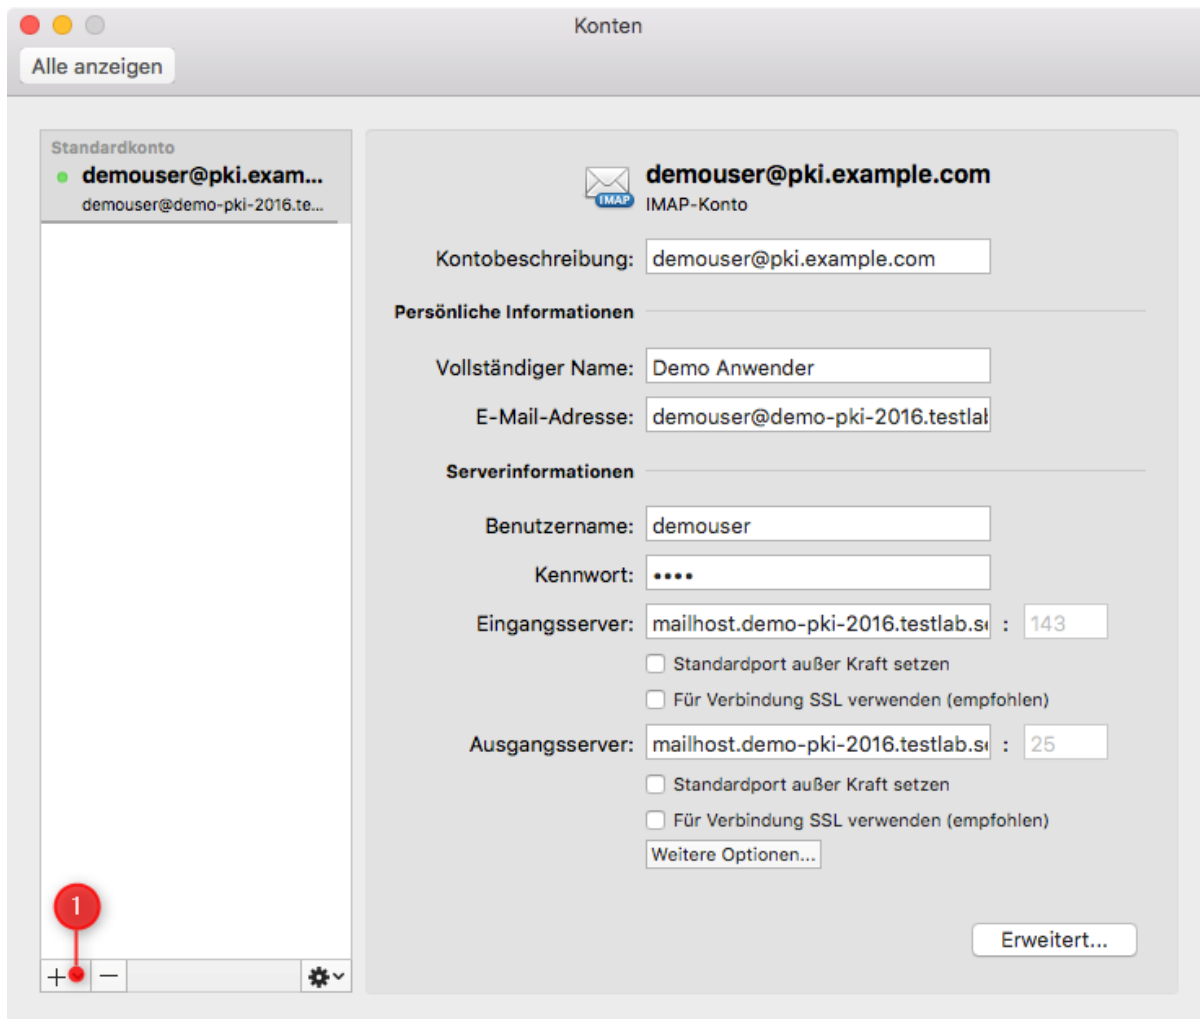 Konten
Alle anzeigen
Standardkonto
demouser@pki.exam...
demouser@demo-pki-2016.te...
IMAP
demouser@pki.example.com
IMAP-Konto
Kontobeschreibung: demouser@pki.example.com
Persönliche Informationen
Vollständiger Name: Demo Anwender
E-Mail-Adresse: demouser@demo-pki-2016.testlab
Serverinformationen
Benutzername: demouser
Kennwort: ••••
Eingangsserver: mailhost.demo-pki-2016.testlab.se : 143
Standardport außer Kraft setzen
Für Verbindung SSL verwenden (empfohlen)
Ausgangsserver: mailhost.demo-pki-2016.testlab.se : 25
Standardport außer Kraft setzen
Für Verbindung SSL verwenden (empfohlen)
Weitere Optionen...
1
Erweitert...